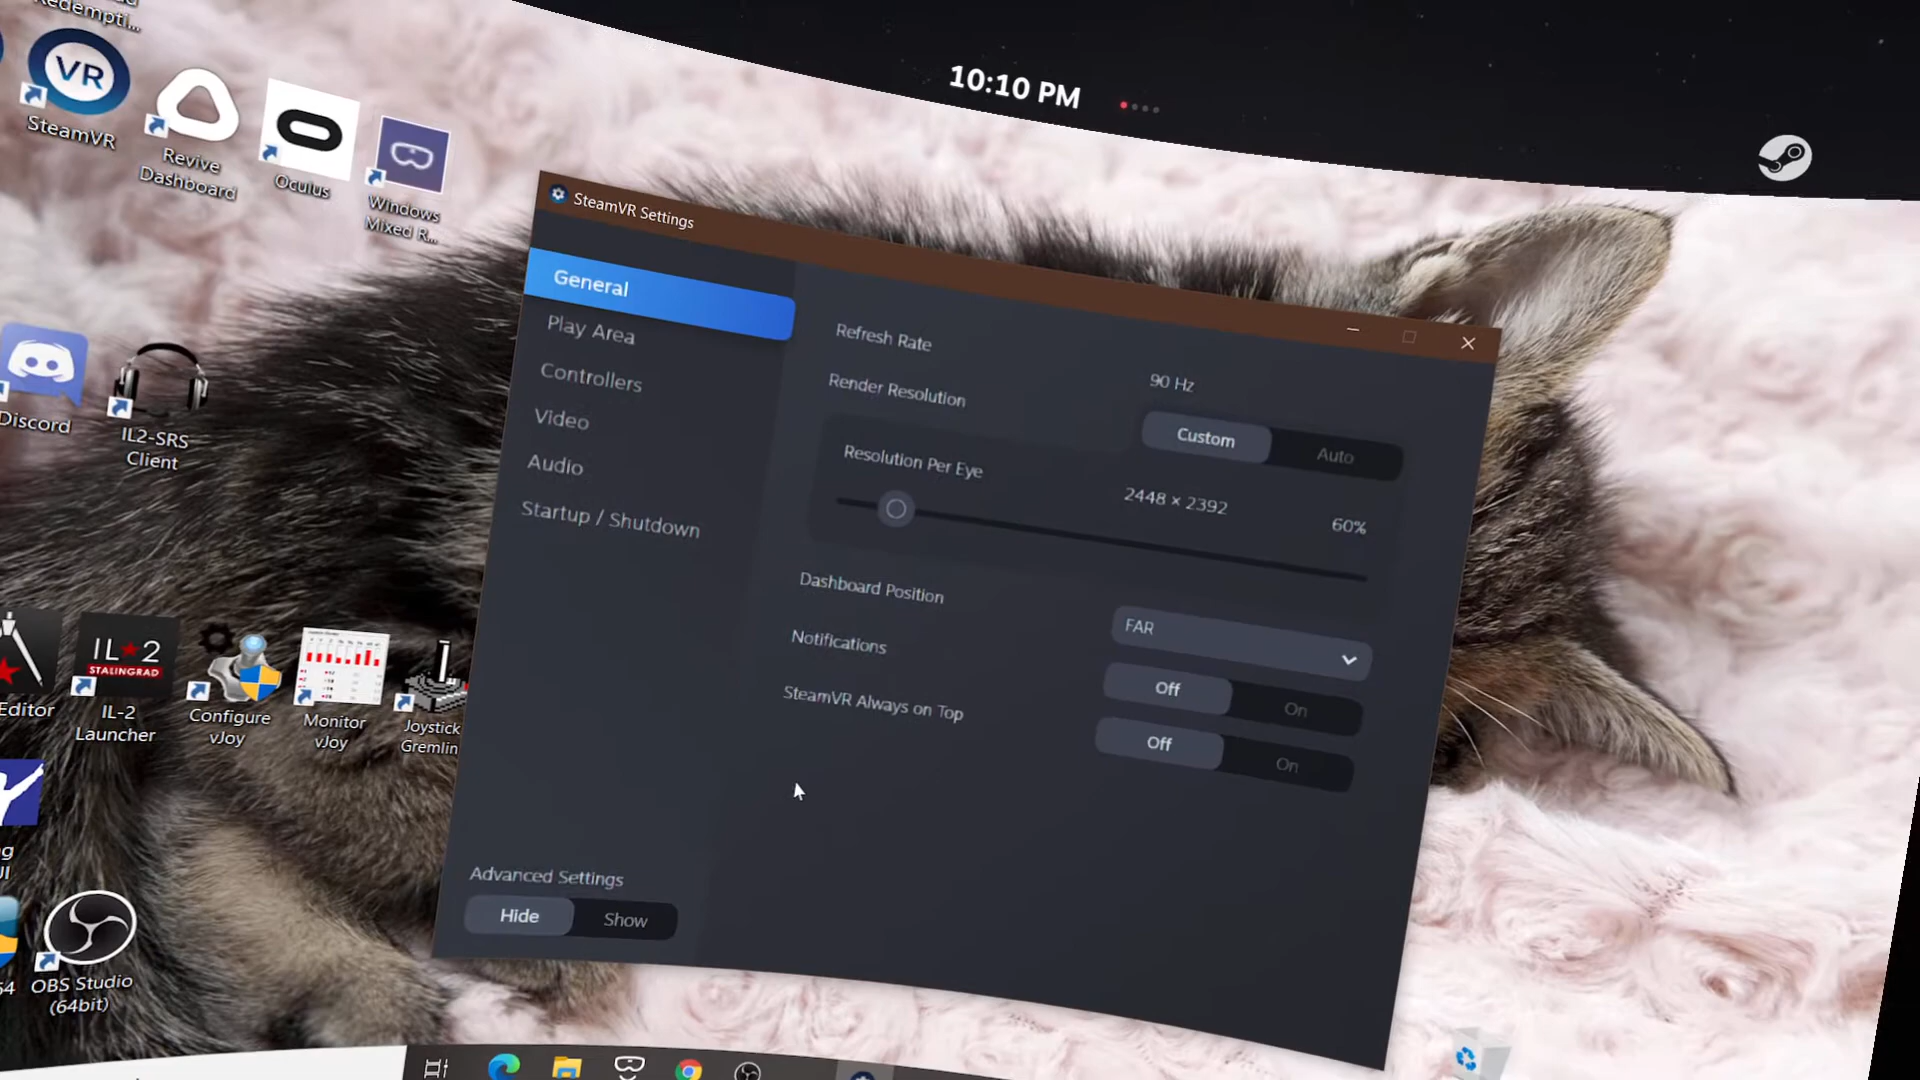 Redempti...
10:10 PM
VR
SteamVR
Revive
Dashboard
Oculus
Windows
Mixed R...
SteamVR Settings
General
Play Area
Controllers
Video
Audio
Startup / Shutdown
Refresh Rate
90 Hz
Render Resolution
Custom
Auto
Resolution Per Eye
2448 × 2392
60%
Dashboard Position
FAR
Notifications
Off
On
SteamVR Always on Top
Off
On
Advanced Settings
Hide
Show
Discord
IL2-SRS
Client
Editor
IL★2
STALINGRAD
IL-2
Launcher
Configure
vJoy
Monitor
vJoy
Joystick
Gremlin
64
OBS Studio
(64bit)